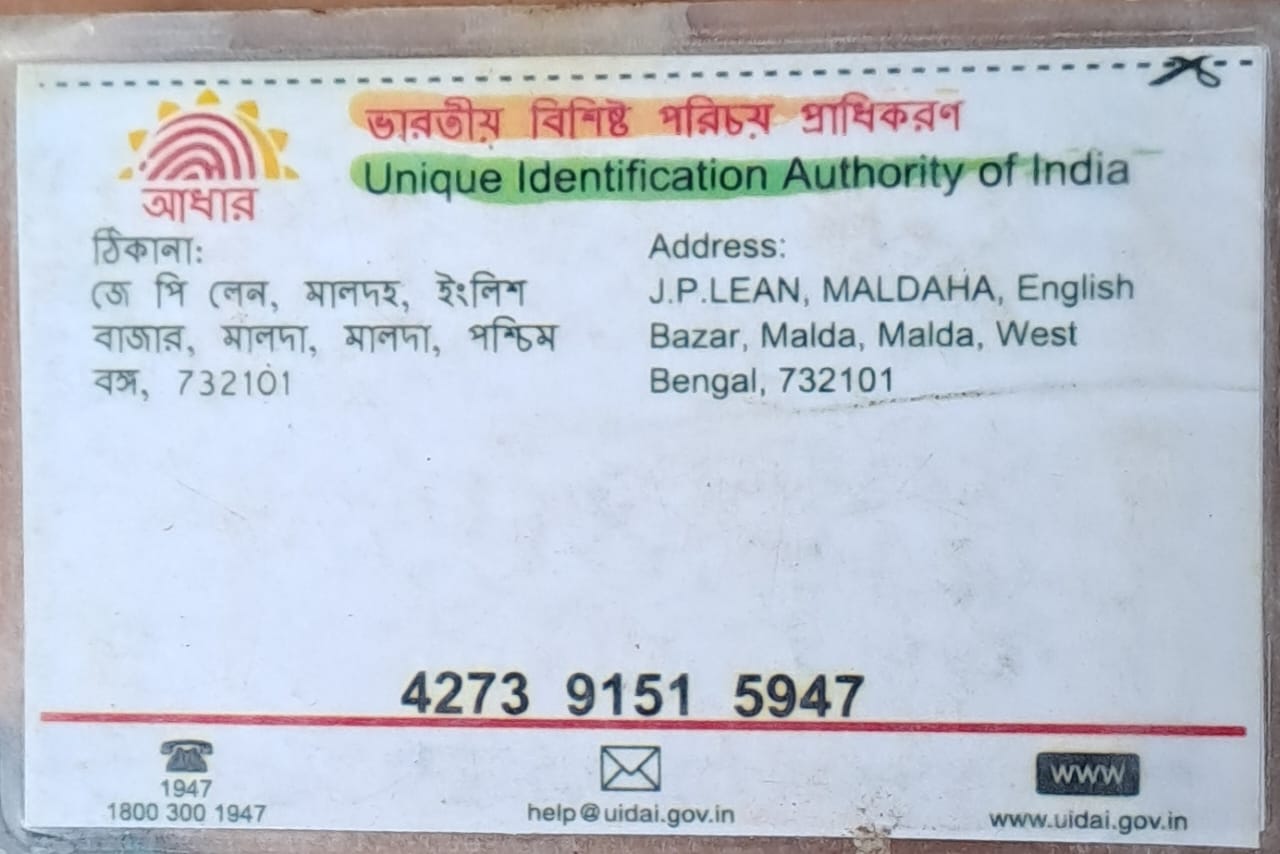 ভারতীয় বিশিষ্ট পরিচয় প্রাধিকরণ
Unique Identification Authority of India
আধার
ঠিকানা:
জে পি লেন, মালদহ, ইংলিশ
বাজার, মালদা, মালদা, পশ্চিম
বঙ্গ, 732101
Address:
J.P.LEAN, MALDAHA, English
Bazar, Malda, Malda, West
Bengal, 732101
4273 9151 5947
1947
1800 300 1947
help@uidai.gov.in
www
www.uidai.gov.in